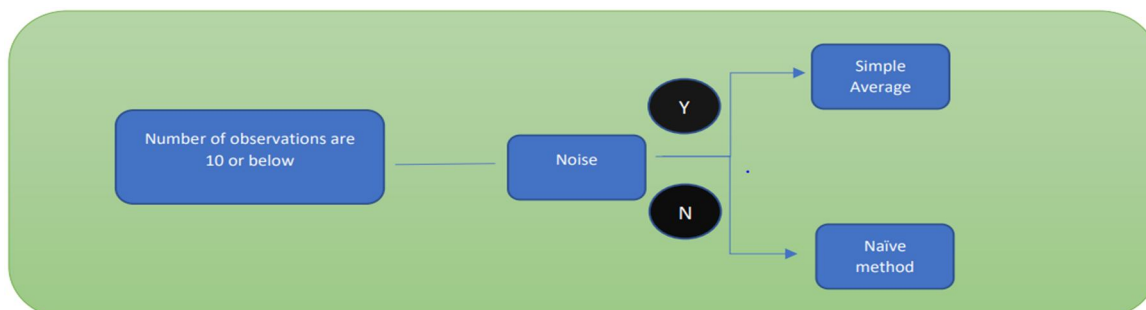 Number of observations are
10 or below
Noise
Y
N
Simple
Average
Naïve
method